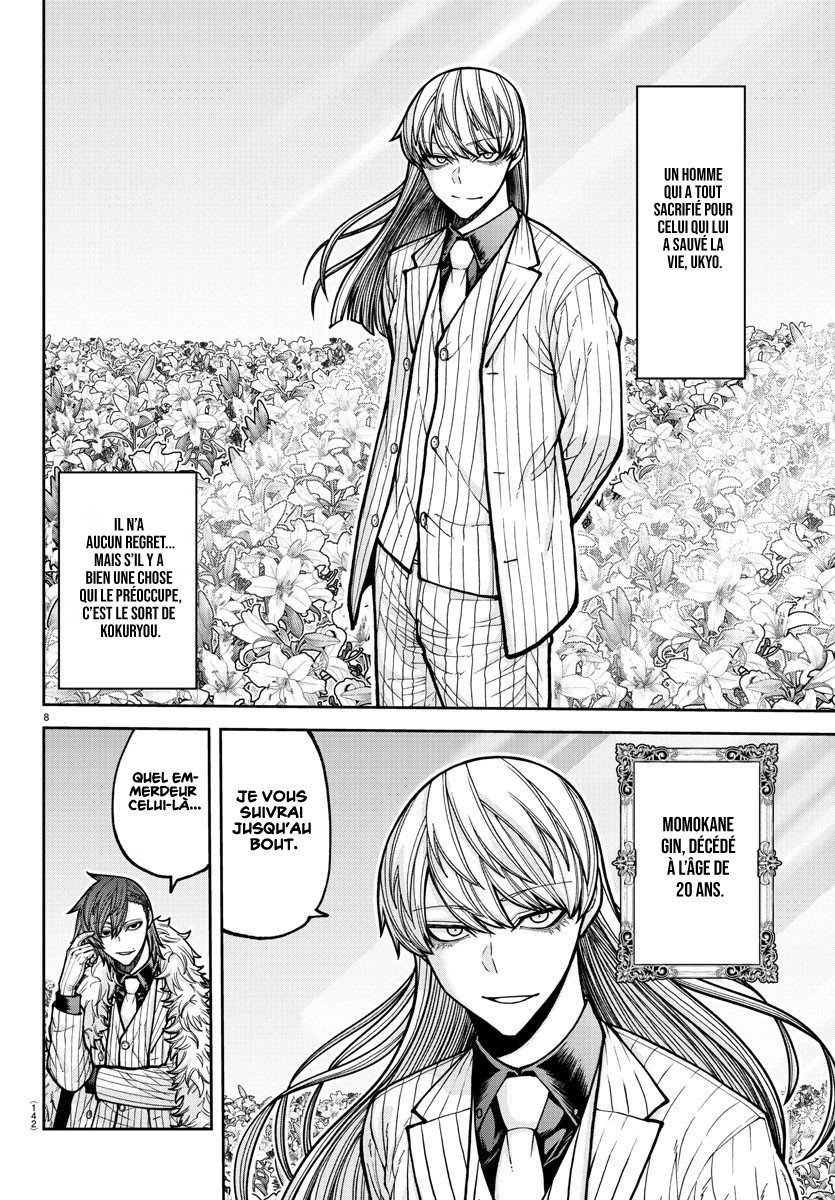 UN HOMME
QUI A TOUT
SACRIFIÉ POUR
CELUI QUI LUI
A SAUVÉ LA
VIE, UKYO.
IL N'A
AUCUN REGRET...
MAIS S'IL Y A
BIEN UNE CHOSE
QUI LE PRÉOCCUPE,
C'EST LE SORT DE
KOKURYOU.
8
MOMOKANE
GIN, DÉCÉDÉ
À L'ÂGE DE
20 ANS.
JE VOUS
SUIVRAI
JUSQU'AU
BOUT.
QUEL EM-
MERDEUR
CELUI-LÀ...
(142)